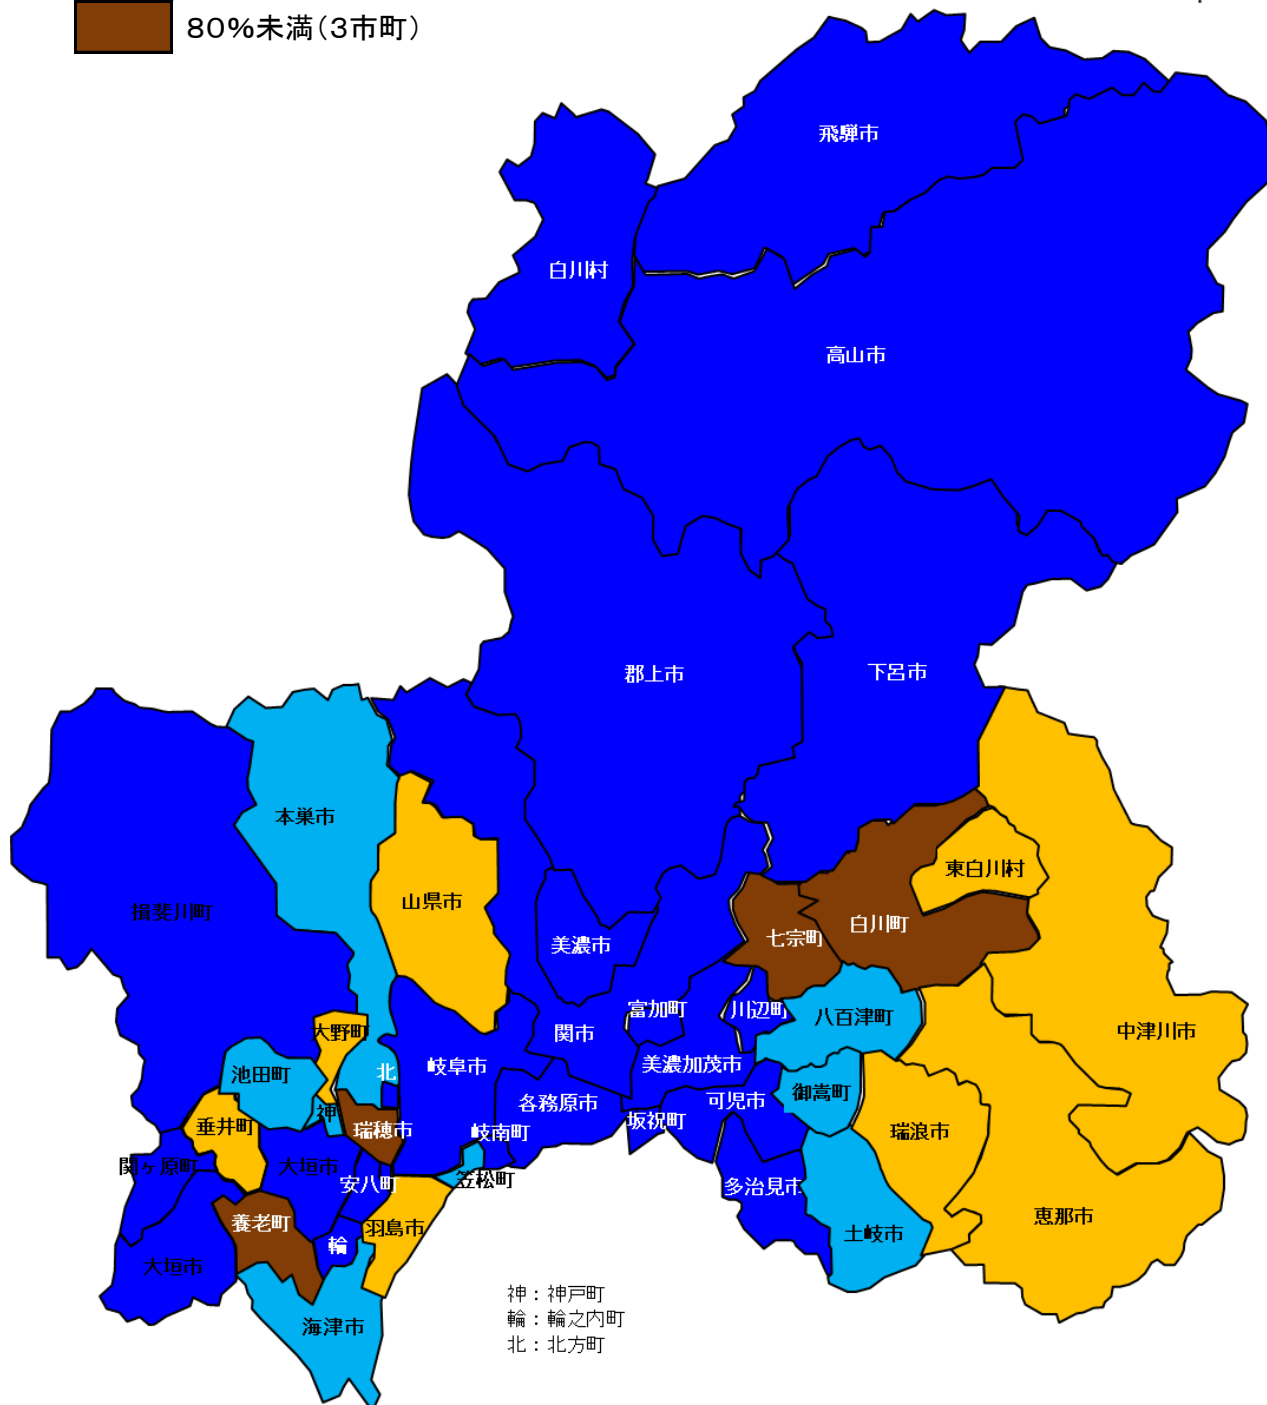 80%未満（3市町）
飛騨市
白川村
高山市
郡上市
下呂市
本巣市
東白川村
山県市
揖斐川町
白川町
七宗町
美濃市
富加町
川辺町
八百津町
中津川市
大野町
関市
美濃加茂市
池田町
北
岐阜市
御嵩町
各務原市
可児市
神
坂祝町
垂井町
瑞穂市
岐南町
瑞浪市
関ヶ原町
大垣市
安八町
笠松町
多治見市
養老町
羽島市
恵那市
輪
土岐市
大垣市
海津市
神：神戸町
輪：輪之内町
北：北方町